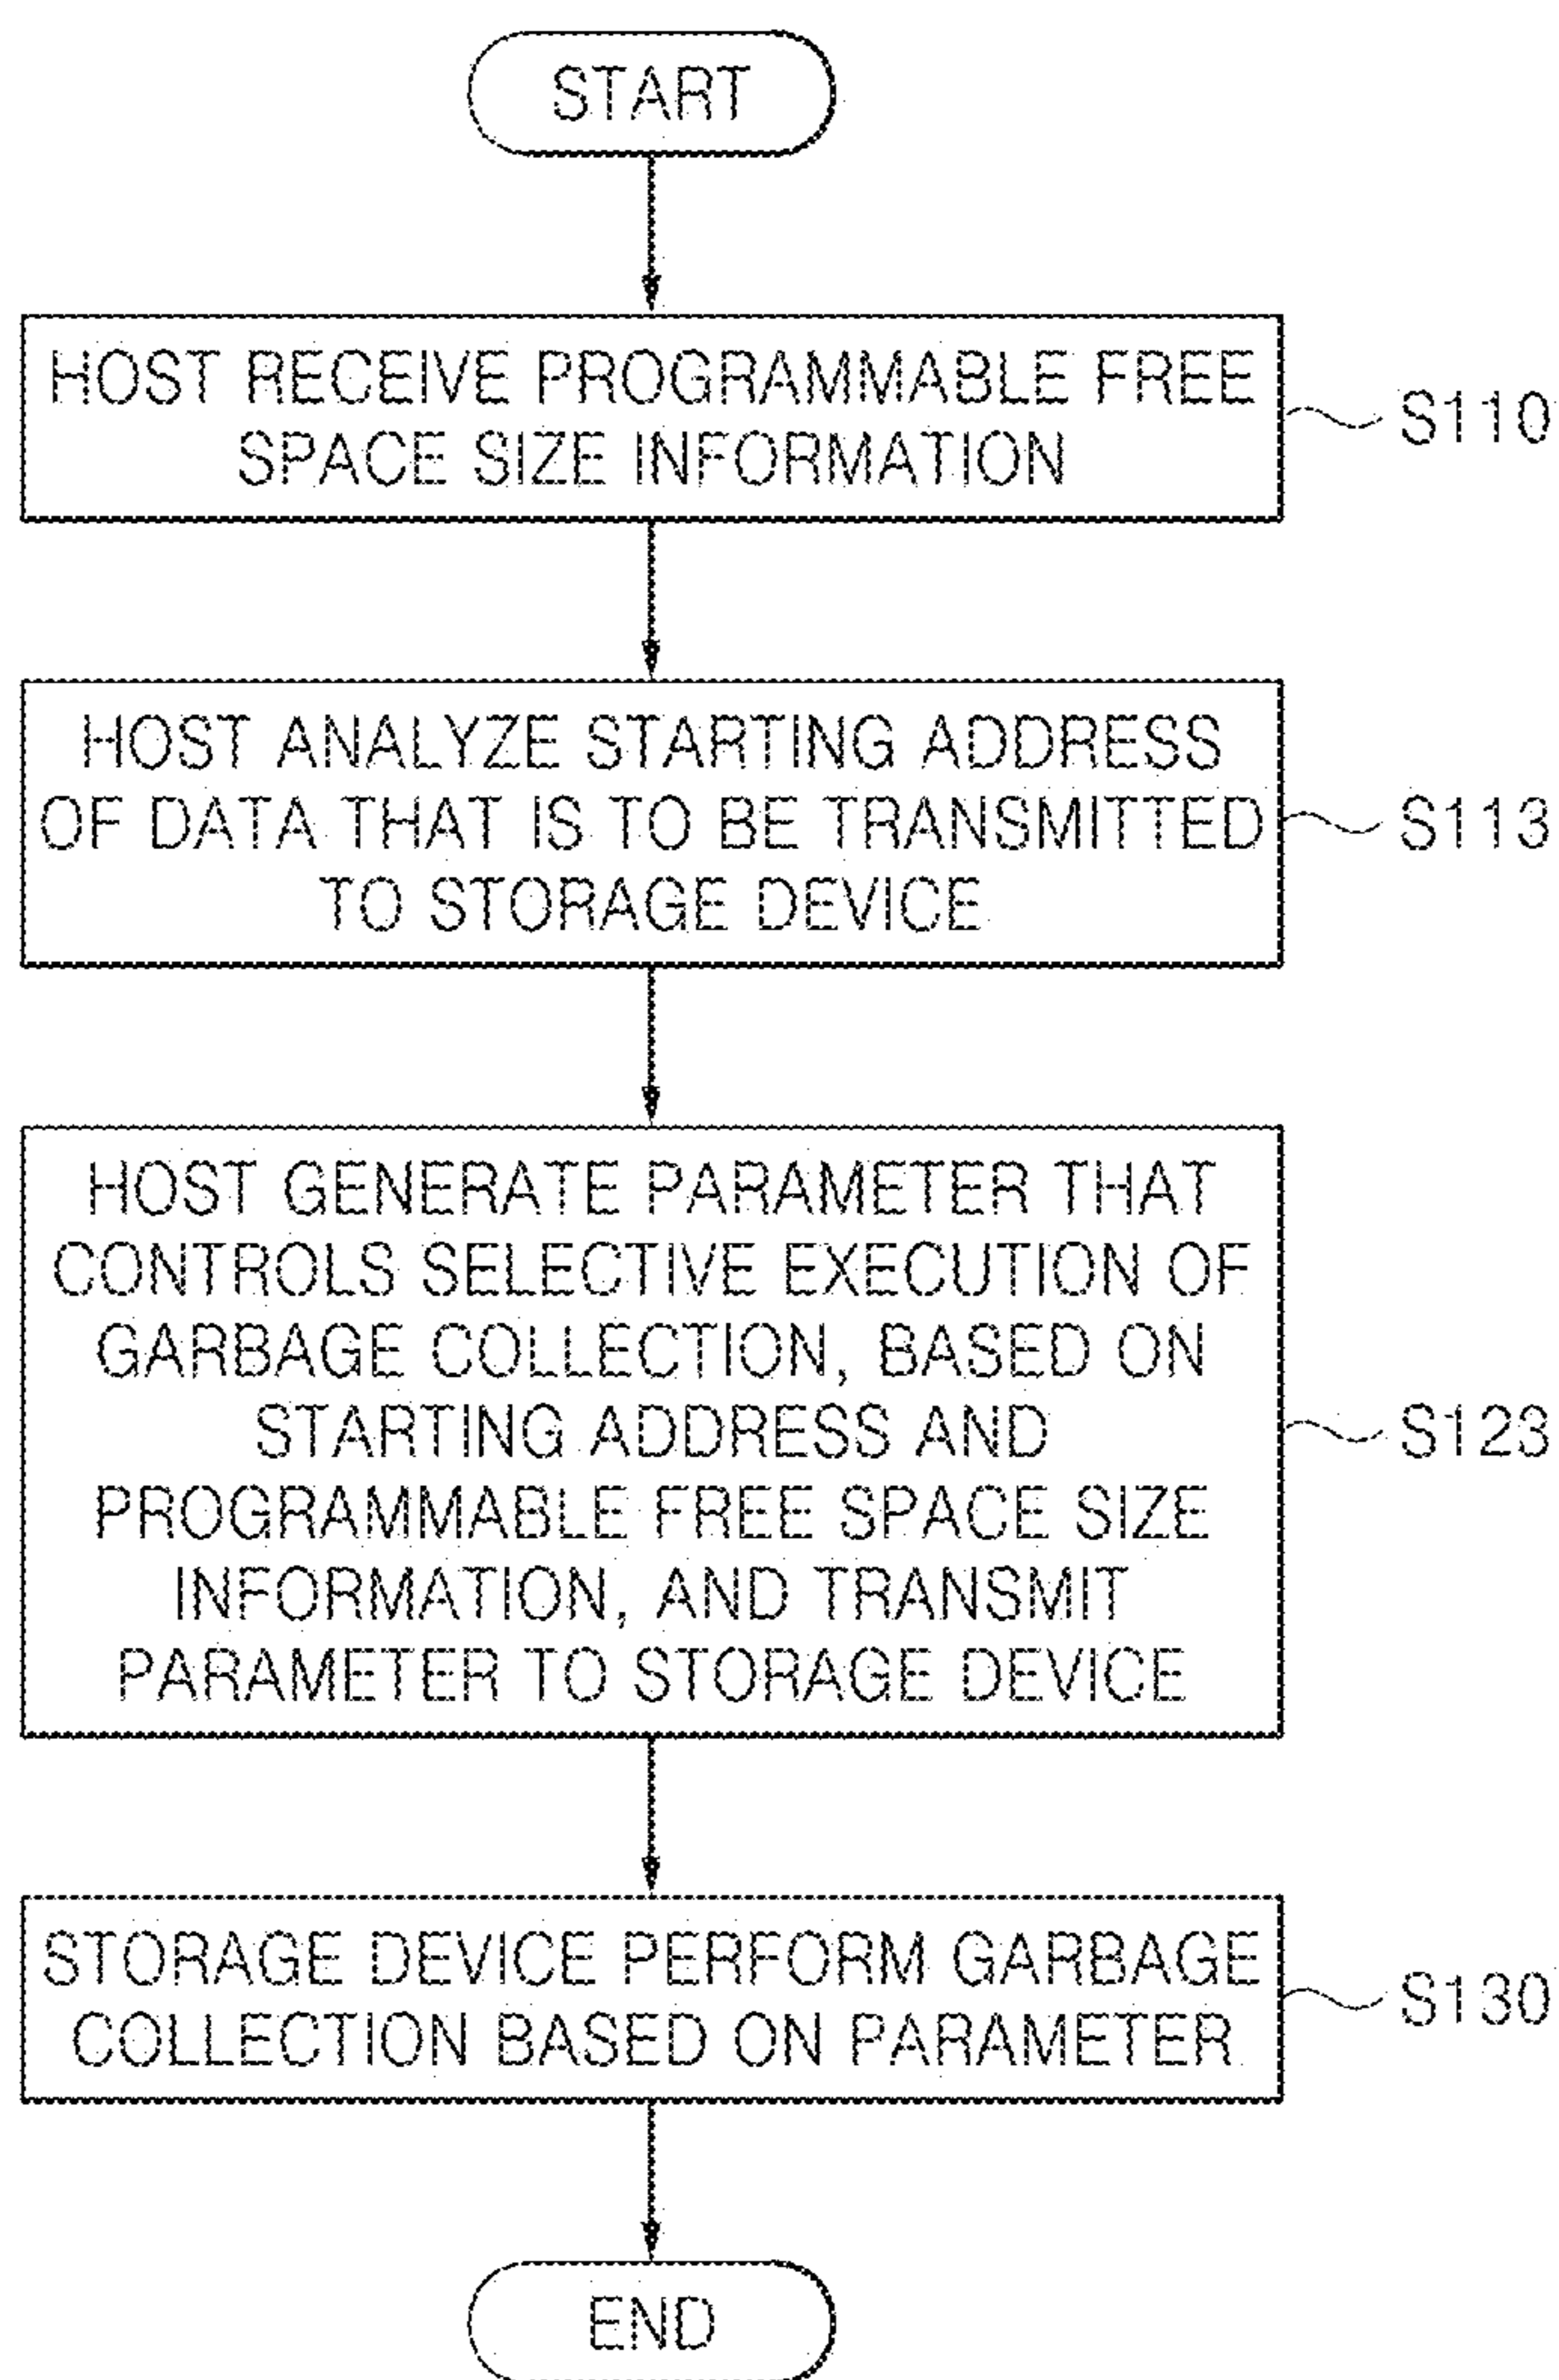 START
HOST RECEIVE PROGRAMMABLE FREE
SPACE SIZE INFORMATION
S110
HOST ANALYZE STARTING ADDRESS
OF DATA THAT IS TO BE TRANSMITTED
TO STORAGE DEVICE
S113
HOST GENERATE PARAMETER THAT
CONTROLS SELECTIVE EXECUTION OF
GARBAGE COLLECTION, BASED ON
STARTING ADDRESS AND
PROGRAMMABLE FREE SPACE SIZE
INFORMATION, AND TRANSMIT
PARAMETER TO STORAGE DEVICE
S123
STORAGE DEVICE PERFORM GARBAGE
COLLECTION BASED ON PARAMETER
S130
END